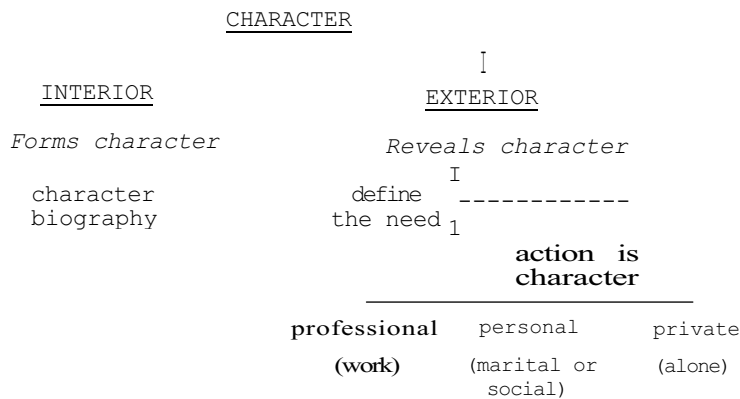 CHARACTER
I
INTERIOR EXTERIOR
Forms character Reveals character
I
character define ------------
biography the need 1
action is
character
professional personal private
(work) (marital or (alone)
social)